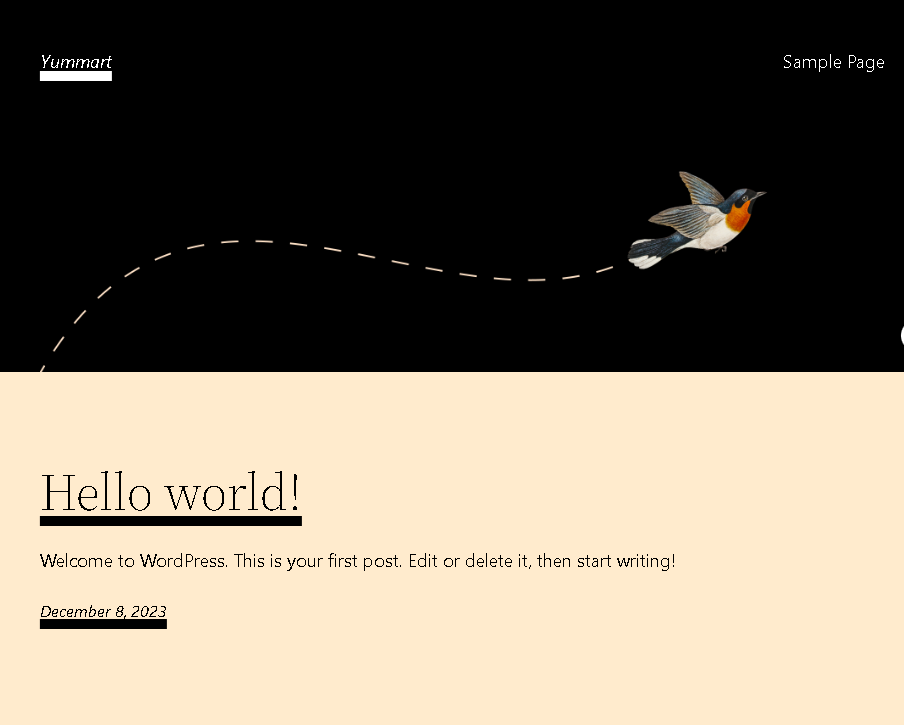 Yummart
Sample Page
Hello world!
Welcome to WordPress. This is your first post. Edit or delete it, then start writing!
December 8, 2023